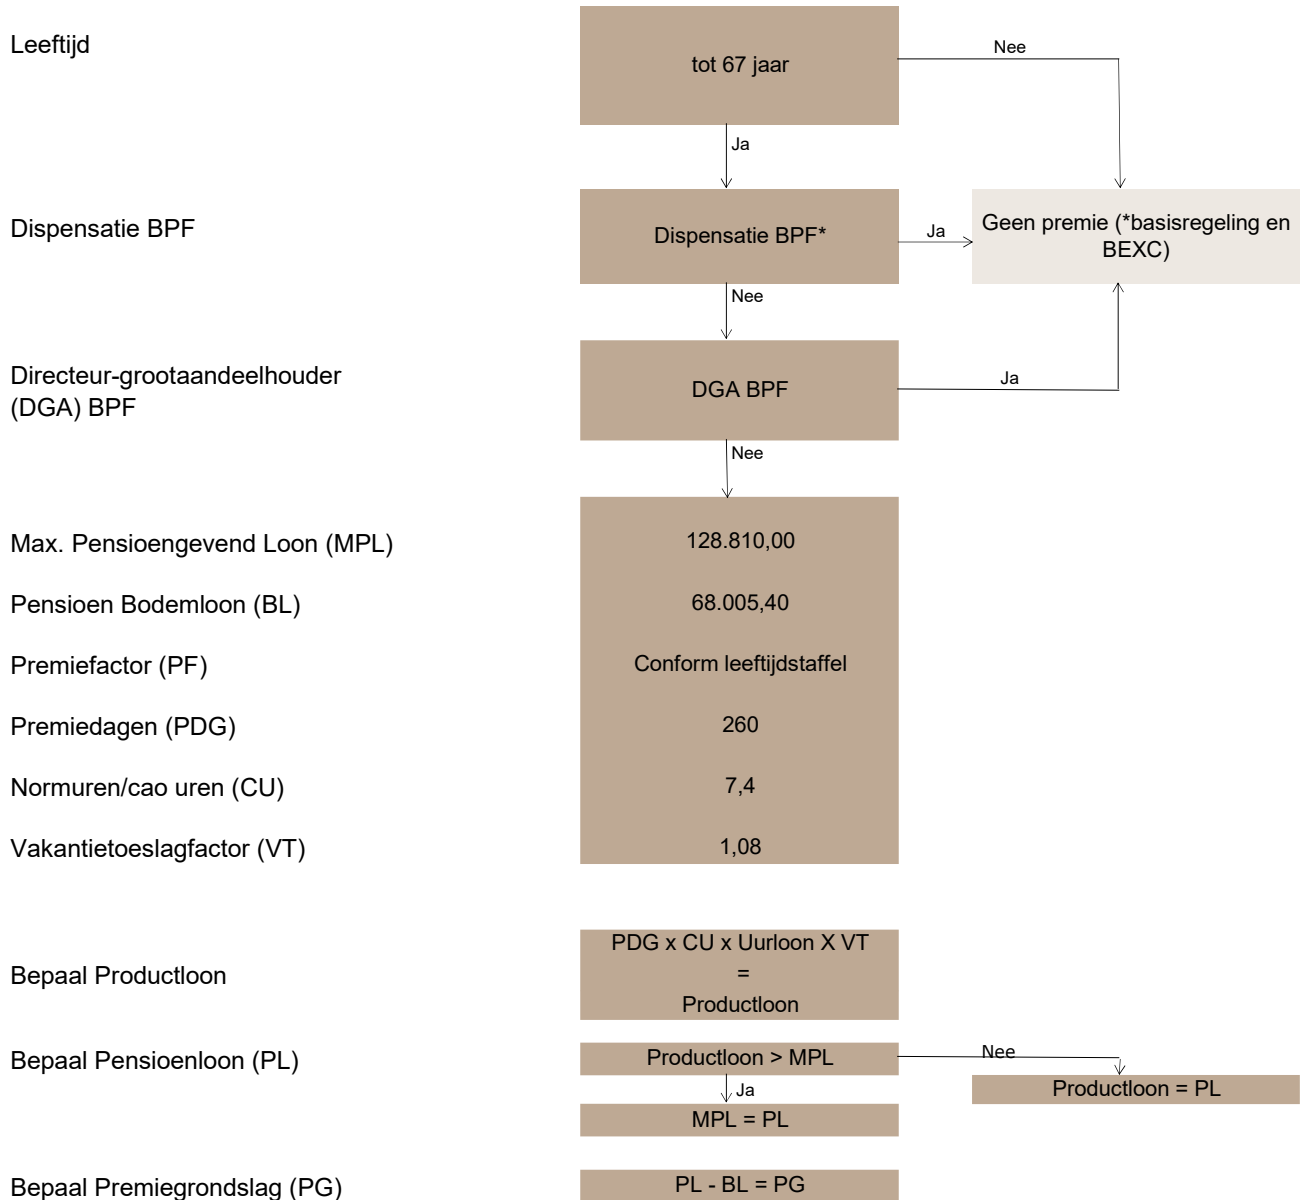 Leeftijd
tot 67 jaar
Nee
Ja
Dispensatie BPF
Dispensatie BPF*
Ja
Geen premie (*basisregeling en
BEXC)
Nee
Directeur-grootaandeelhouder
(DGA) BPF
DGA BPF
Ja
Nee
Max. Pensioengevend Loon (MPL)
128.810,00
Pensioen Bodemloon (BL)
68.005,40
Premiefactor (PF)
Conform leeftijdstaffel
Premiedagen (PDG)
260
Normuren/cao uren (CU)
7,4
Vakantietoeslagfactor (VT)
1,08
Bepaal Productloon
PDG x CU x Uurloon X VT
=
Productloon
Bepaal Pensioenloon (PL)
Productloon > MPL
Nee
Ja
Productloon = PL
MPL = PL
Bepaal Premiegrondslag (PG)
PL - BL = PG